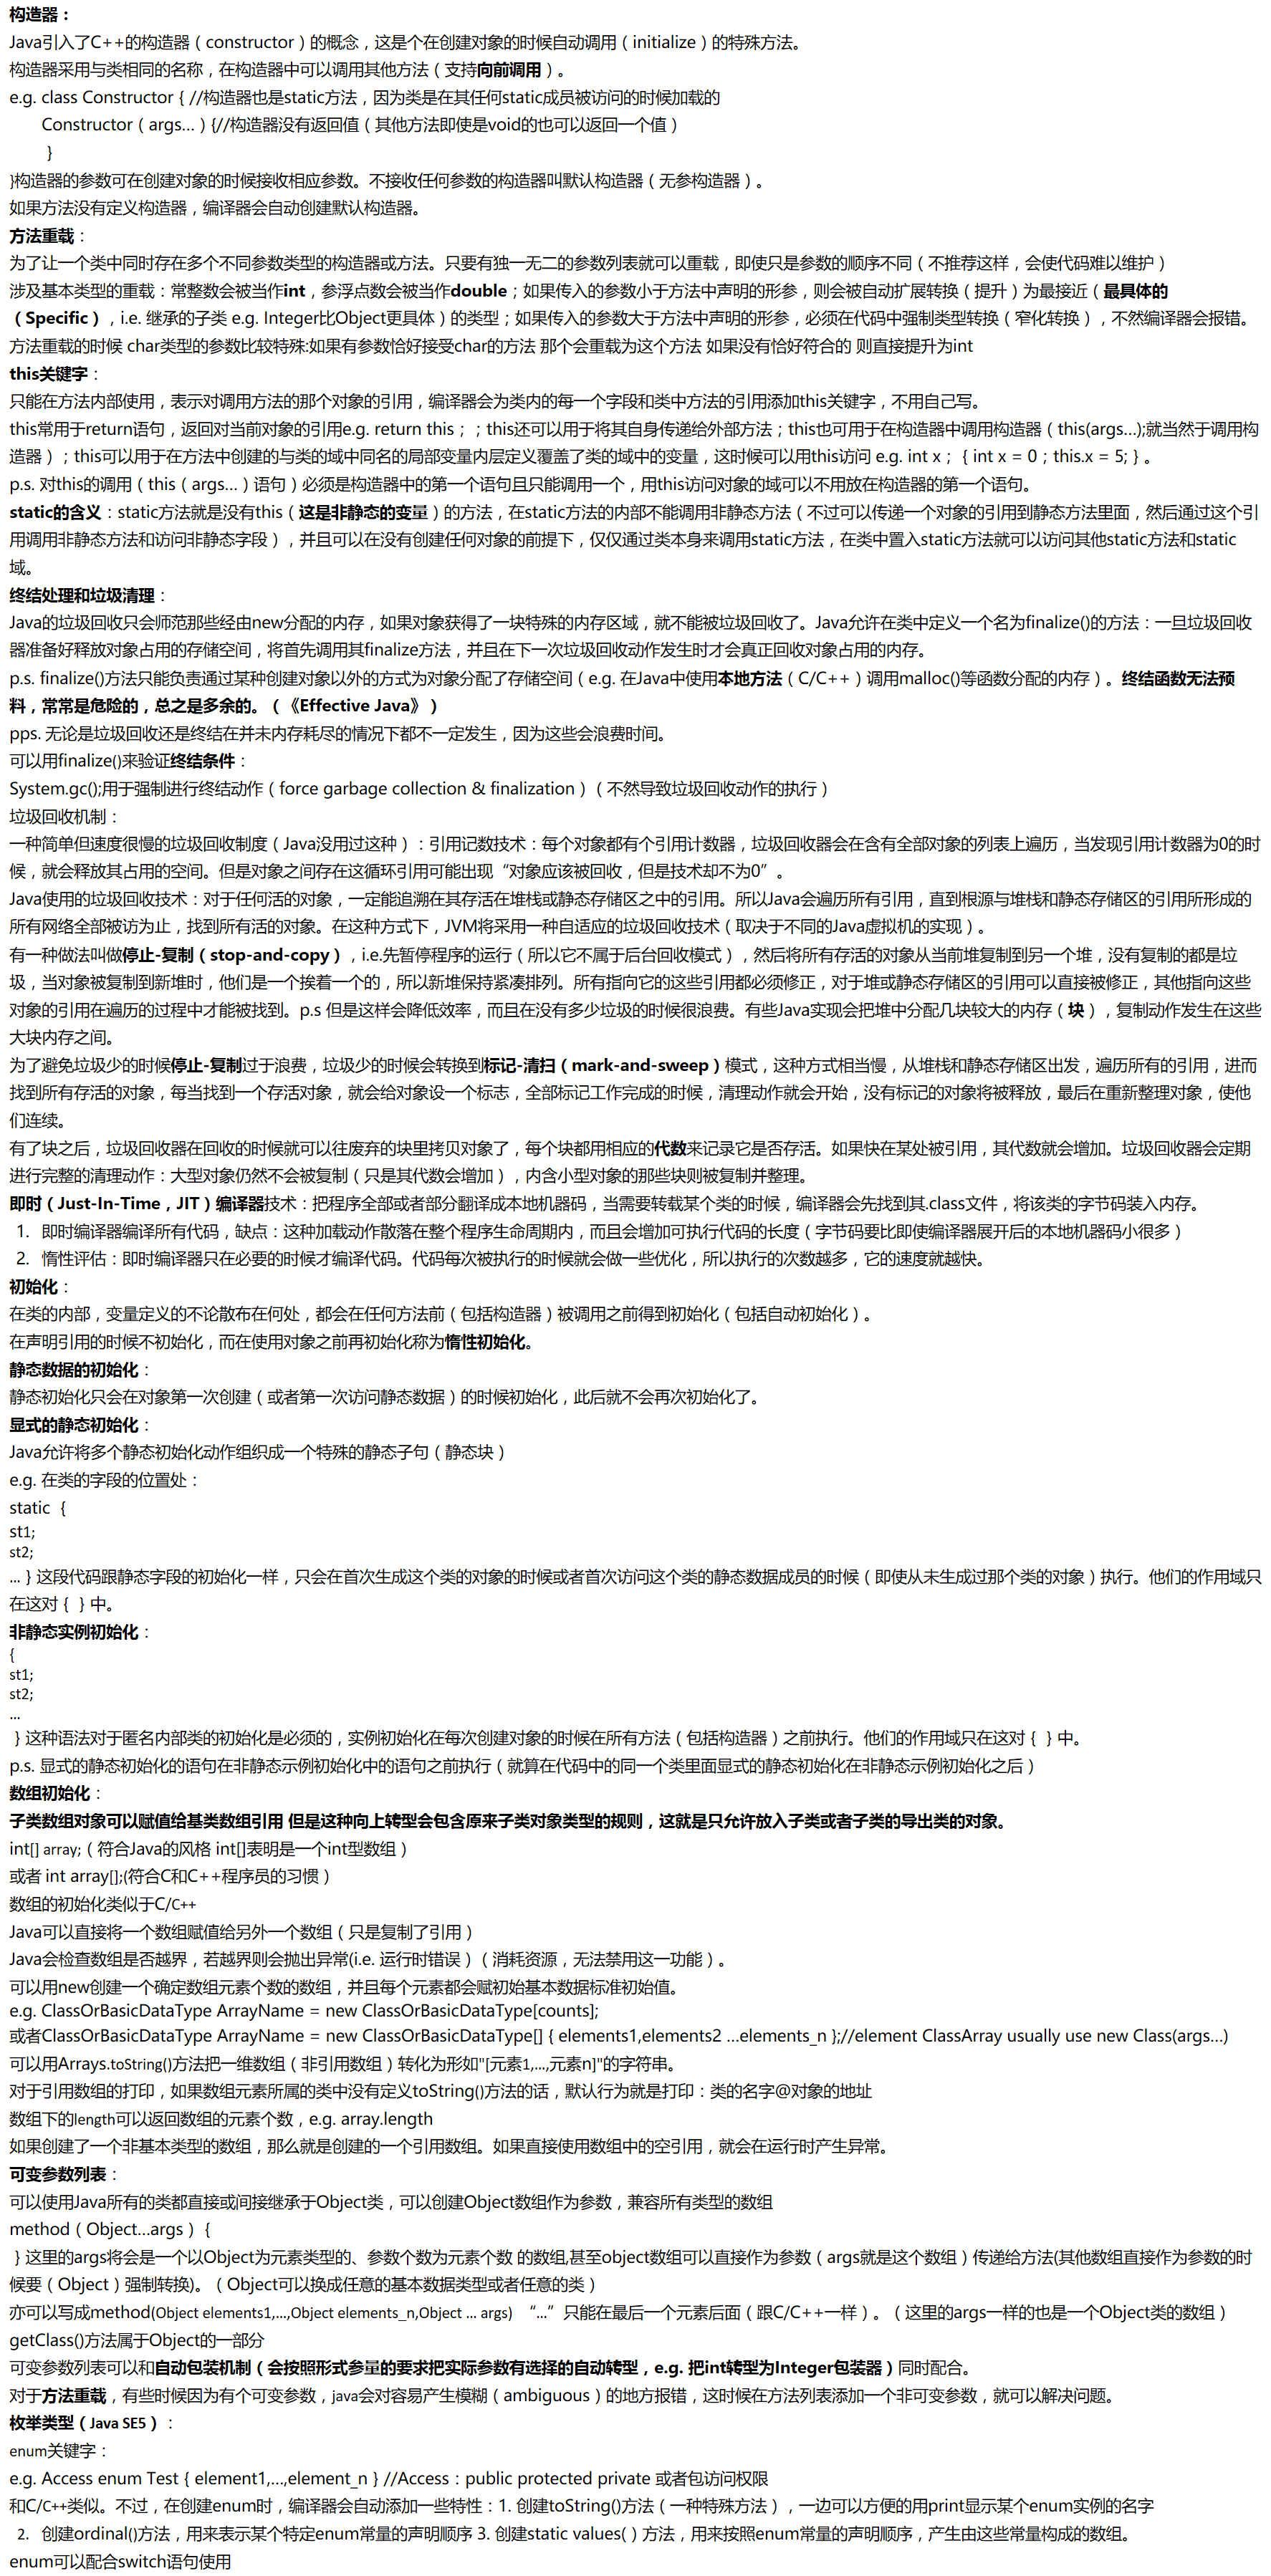 构造器：
Java引入了C++的构造器（constructor）的概念，这是个在创建对象的时候自动调用（initialize）的特殊方法。
构造器采用与类相同的名称，在构造器中可以调用其他方法（支持向前调用）。
e.g. class Constructor { //构造器也是static方法，因为类是在其任何static成员被访问的时候加载的
Constructor（args...）{//构造器没有返回值（其他方法即使是void的也可以返回一个值）
}
}构造器的参数可在创建对象的时候接收相应参数。不接收任何参数的构造器叫默认构造器（无参构造器）。
如果方法没有定义构造器，编译器会自动创建默认构造器。
方法重载：
为了让一个类中同时存在多个不同参数类型的构造器或方法。只要有独一无二的参数列表就可以重载，即使只是参数的顺序不同（不推荐这样，会使代码难以维护）
涉及基本类型的重载：常整数会被当作int，参浮点数会被当作double；如果传入的参数小于方法中声明的形参，则会被自动扩展转换（提升）为最接近（最具体的
（Specific），i.e. 继承的子类 e.g. Integer比Object更具体）的类型；如果传入的参数大于方法中声明的形参，必须在代码中强制类型转换（窄化转换），不然编译器会报错。
方法重载的时候 char类型的参数比较特殊:如果有参数恰好接受char的方法 那个会重载为这个方法 如果没有恰好符合的 则直接提升为int
this关键字：
只能在方法内部使用，表示对调用方法的那个对象的引用，编译器会为类内的每一个字段和类中方法的引用添加this关键字，不用自己写。
this常用于return语句，返回对当前对象的引用e.g. return this；；this还可以用于将其自身传递给外部方法；this也可用于在构造器中调用构造器（this(args...);就当然于调用构
造器）；this可以用于在方法中创建的与类的域中同名的局部变量内层定义覆盖了类的域中的变量，这时候可以用this访问 e.g. int x；{ int x = 0；this.x = 5; }。
p.s. 对this的调用（this（args...）语句）必须是构造器中的第一个语句且只能调用一个，用this访问对象的域可以不用放在构造器的第一个语句。
static的含义：static方法就是没有this（这是非静态的变量）的方法，在static方法的内部不能调用非静态方法（不过可以传递一个对象的引用到静态方法里面，然后通过这个引
用调用非静态方法和访问非静态字段），并且可以在没有创建任何对象的前提下，仅仅通过类本身来调用static方法，在类中置入static方法就可以访问其他static方法和static
域。
终结处理和垃圾清理：
Java的垃圾回收只会师范那些经由new分配的内存，如果对象获得了一块特殊的内存区域，就不能被垃圾回收了。Java允许在类中定义一个名为finalize()的方法：一旦垃圾回收
器准备好释放对象占用的存储空间，将首先调用其finalize方法，并且在下一次垃圾回收动作发生时才会真正回收对象占用的内存。
p.s. finalize()方法只能负责通过某种创建对象以外的方式为对象分配了存储空间（e.g. 在Java中使用本地方法（C/C++）调用malloc()等函数分配的内存）。终结函数无法预
料，常常是危险的，总之是多余的。（《Effective Java》）
pps. 无论是垃圾回收还是终结在并未内存耗尽的情况下都不一定发生，因为这些会浪费时间。
可以用finalize()来验证终结条件：
System.gc();用于强制进行终结动作（force garbage collection & finalization）（不然导致垃圾回收动作的执行）
垃圾回收机制：
一种简单但速度很慢的垃圾回收制度（Java没用过这种）：引用记数技术：每个对象都有个引用计数器，垃圾回收器会在含有全部对象的列表上遍历，当发现引用计数器为0的时
候，就会释放其占用的空间。但是对象之间存在这循环引用可能出现“对象应该被回收，但是技术却不为0”。
Java使用的垃圾回收技术：对于任何活的对象，一定能追溯在其存活在堆栈或静态存储区之中的引用。所以Java会遍历所有引用，直到根源与堆栈和静态存储区的引用所形成的
所有网络全部被访为止，找到所有活的对象。在这种方式下，JVM将采用一种自适应的垃圾回收技术（取决于不同的Java虚拟机的实现）。
有一种做法叫做停止-复制（stop-and-copy），i.e.先暂停程序的运行（所以它不属于后台回收模式），然后将所有存活的对象从当前堆复制到另一个堆，没有复制的都是垃
圾，当对象被复制到新堆时，他们是一个挨着一个的，所以新堆保持紧凑排列。所有指向它的这些引用都必须修正，对于堆或静态存储区的引用可以直接被修正，其他指向这些
对象的引用在遍历的过程中才能被找到。p.s 但是这样会降低效率，而且在没有多少垃圾的时候很浪费。有些Java实现会把堆中分配几块较大的内存（块），复制动作发生在这些
大块内存之间。
为了避免垃圾少的时候停止-复制过于浪费，垃圾少的时候会转换到标记-清扫（mark-and-sweep）模式，这种方式相当慢，从堆栈和静态存储区出发，遍历所有的引用，进而
找到所有存活的对象，每当找到一个存活对象，就会给对象设一个标志，全部标记工作完成的时候，清理动作就会开始，没有标记的对象将被释放，最后在重新整理对象，使他
们连续。
有了块之后，垃圾回收器在回收的时候就可以往废弃的块里拷贝对象了，每个块都用相应的代数来记录它是否存活。如果快在某处被引用，其代数就会增加。垃圾回收器会定期
进行完整的清理动作：大型对象仍然不会被复制（只是其代数会增加），内含小型对象的那些块则被复制并整理。
即时（Just-In-Time，JIT）编译器技术：把程序全部或者部分翻译成本地机器码，当需要转载某个类的时候，编译器会先找到其.class文件，将该类的字节码装入内存。
1. 即时编译器编译所有代码，缺点：这种加载动作散落在整个程序生命周期内，而且会增加可执行代码的长度（字节码要比即使编译器展开后的本地机器码小很多）
2. 惰性评估：即时编译器只在必要的时候才编译代码。代码每次被执行的时候就会做一些优化，所以执行的次数越多，它的速度就越快。
初始化：
在类的内部，变量定义的不论散布在何处，都会在任何方法前（包括构造器）被调用之前得到初始化（包括自动初始化）。
在声明引用的时候不初始化，而在使用对象之前再初始化称为惰性初始化。
静态数据的初始化：
静态初始化只会在对象第一次创建（或者第一次访问静态数据）的时候初始化，此后就不会再次初始化了。
显式的静态初始化：
Java允许将多个静态初始化动作组织成一个特殊的静态子句（静态块）
e.g. 在类的字段的位置处：
static {
st1;
st2;
... } 这段代码跟静态字段的初始化一样，只会在首次生成这个类的对象的时候或者首次访问这个类的静态数据成员的时候（即使从未生成过那个类的对象）执行。他们的作用域只
在这对 { } 中。
非静态实例初始化：
{
st1;
st2;
...
} 这种语法对于匿名内部类的初始化是必须的，实例初始化在每次创建对象的时候在所有方法（包括构造器）之前执行。他们的作用域只在这对 { } 中。
p.s. 显式的静态初始化的语句在非静态示例初始化中的语句之前执行（就算在代码中的同一个类里面显式的静态初始化在非静态示例初始化之后）
数组初始化：
子类数组对象可以赋值给基类数组引用 但是这种向上转型会包含原来子类对象类型的规则，这就是只允许放入子类或者子类的导出类的对象。
int[] array;（符合Java的风格 int[]表明是一个int型数组）
或者 int array[];(符合C和C++程序员的习惯）
数组的初始化类似于C/C++
Java可以直接将一个数组赋值给另外一个数组（只是复制了引用）
Java会检查数组是否越界，若越界则会抛出异常(i.e. 运行时错误）（消耗资源，无法禁用这一功能）。
可以用new创建一个确定数组元素个数的数组，并且每个元素都会赋初始基本数据标准初始值。
e.g. ClassOrBasicDataType ArrayName = new ClassOrBasicDataType[counts];
或者ClassOrBasicDataType ArrayName = new ClassOrBasicDataType[] { elements1,elements2 ...elements_n };//element ClassArray usually use new Class(args...)
可以用Arrays.toString()方法把一维数组（非引用数组）转化为形如"[元素1,...,元素n]"的字符串。
对于引用数组的打印，如果数组元素所属的类中没有定义toString()方法的话，默认行为就是打印：类的名字@对象的地址
数组下的length可以返回数组的元素个数，e.g. array.length
如果创建了一个非基本类型的数组，那么就是创建的一个引用数组。如果直接使用数组中的空引用，就会在运行时产生异常。
可变参数列表：
可以使用Java所有的类都直接或间接继承于Object类，可以创建Object数组作为参数，兼容所有类型的数组
method（Object...args）{
} 这里的args将会是一个以Object为元素类型的、参数个数为元素个数 的数组,甚至object数组可以直接作为参数（args就是这个数组）传递给方法(其他数组直接作为参数的时
候要（Object）强制转换)。（Object可以换成任意的基本数据类型或者任意的类）
亦可以写成method(Object elements1,...,Object elements_n,Object ... args) “...”只能在最后一个元素后面（跟C/C++一样）。（这里的args一样的也是一个Object类的数组）
getClass()方法属于Object的一部分
可变参数列表可以和自动包装机制（会按照形式参量的要求把实际参数有选择的自动转型，e.g. 把int转型为Integer包装器）同时配合。
对于方法重载，有些时候因为有个可变参数，java会对容易产生模糊（ambiguous）的地方报错，这时候在方法列表添加一个非可变参数，就可以解决问题。
枚举类型（Java SE5）：
enum关键字：
e.g. Access enum Test { element1,...,element_n } //Access：public protected private 或者包访问权限
和C/C++类似。不过，在创建enum时，编译器会自动添加一些特性：1. 创建toString()方法（一种特殊方法），一边可以方便的用print显示某个enum实例的名字
2. 创建ordinal()方法，用来表示某个特定enum常量的声明顺序 3. 创建static values( ) 方法，用来按照enum常量的声明顺序，产生由这些常量构成的数组。
enum可以配合switch语句使用